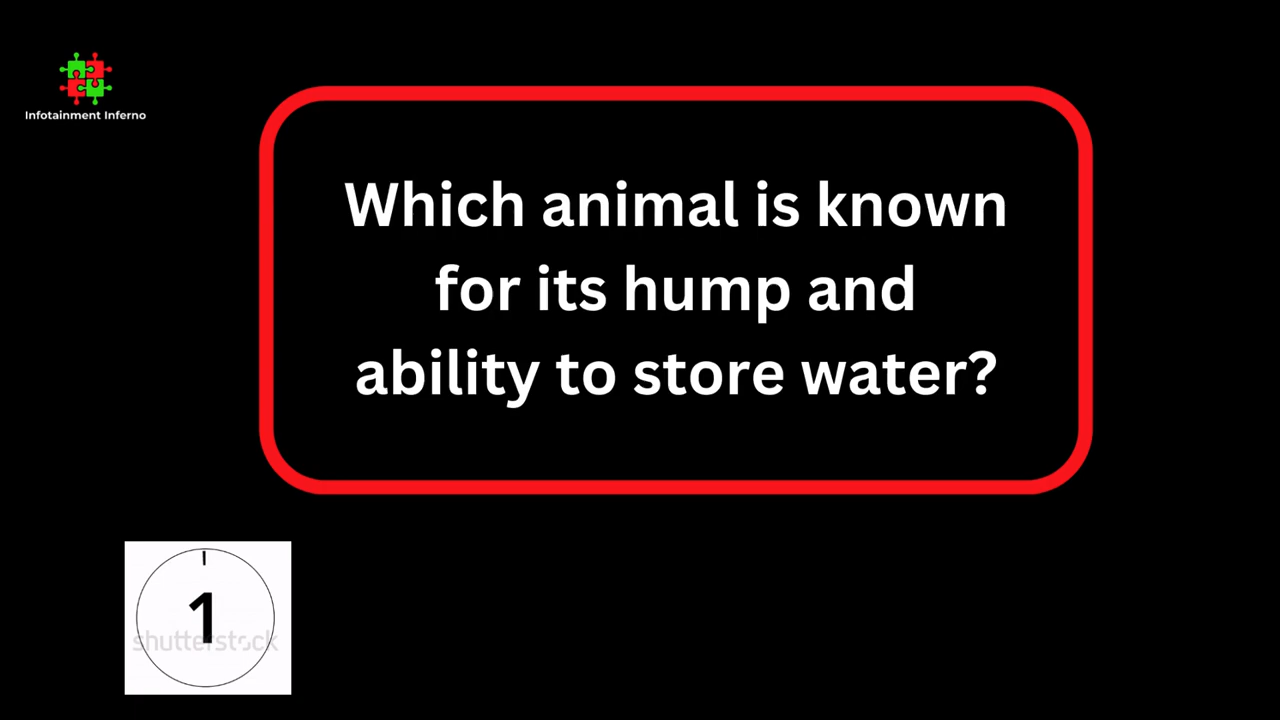 Infotainment Inferno
Which animal is known
for its hump and
ability to store water?
1
shutterstock